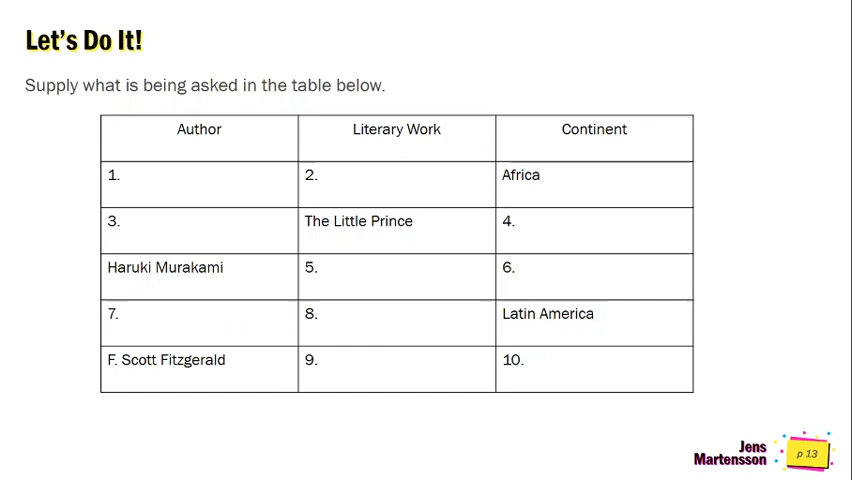 Let's Do It!
Supply what is being asked in the table below.
Author Literary Work Continent
1. 2. Africa
3. The Little Prince 4.
Haruki Murakami 5. 6.
7. 8. Latin America
F. Scott Fitzgerald 9. 10.
Jens
Martensson
p 13